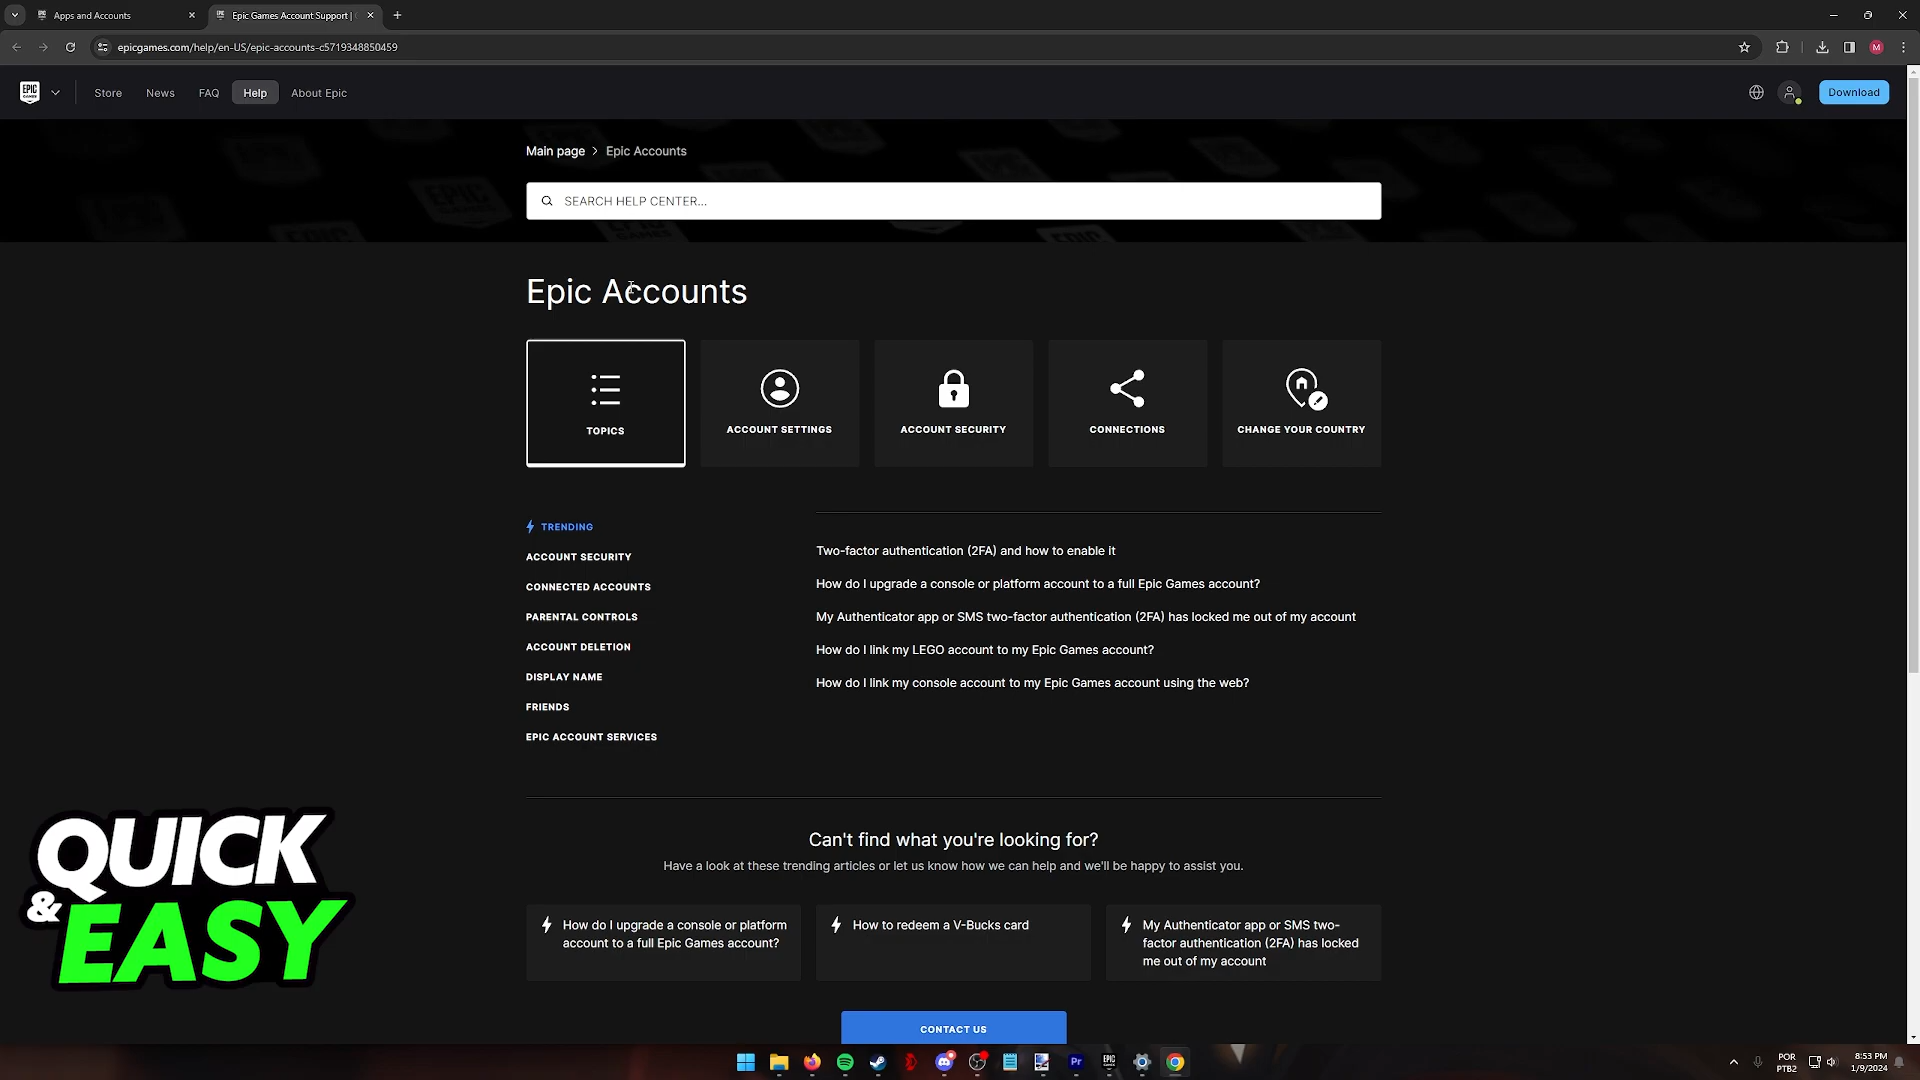 Apps and Accounts
Epic Games Account Support |
epicgames.com/help/en-US/epic-accounts-c5719348850459
M
EPIC GAMES
Store
News
FAQ
Help
About Epic
Download
Main page > Epic Accounts
SEARCH HELP CENTER...
Epic Accounts
TOPICS
ACCOUNT SETTINGS
ACCOUNT SECURITY
CONNECTIONS
CHANGE YOUR COUNTRY
TRENDING
ACCOUNT SECURITY
CONNECTED ACCOUNTS
PARENTAL CONTROLS
ACCOUNT DELETION
DISPLAY NAME
FRIENDS
EPIC ACCOUNT SERVICES
Two-factor authentication (2FA) and how to enable it
How do I upgrade a console or platform account to a full Epic Games account?
My Authenticator app or SMS two-factor authentication (2FA) has locked me out of my account
How do I link my LEGO account to my Epic Games account?
How do I link my console account to my Epic Games account using the web?
Can't find what you're looking for?
Have a look at these trending articles or let us know how we can help and we'll be happy to assist you.
How do I upgrade a console or platform
account to a full Epic Games account?
How to redeem a V-Bucks card
My Authenticator app or SMS two-
factor authentication (2FA) has locked
me out of my account
CONTACT US
QUICK
& EASY
Pr
EPIC
POR
PTB2
8:53 PM
1/9/2024